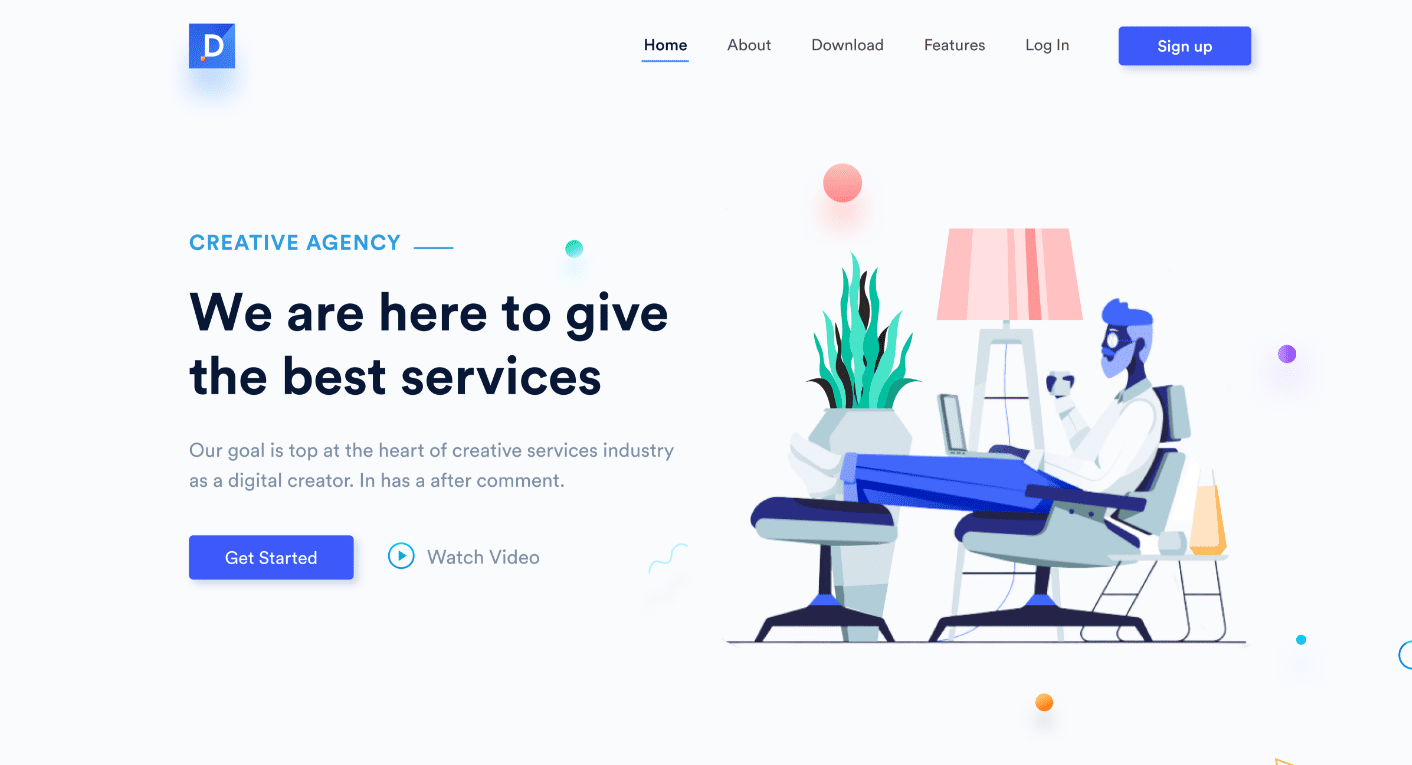 D
Home
About
Download
Features
Log In
Sign up
CREATIVE AGENCY
We are here to give
the best services
Our goal is top at the heart of creative services industry
as a digital creator. In has a after comment.
Get Started
Watch Video